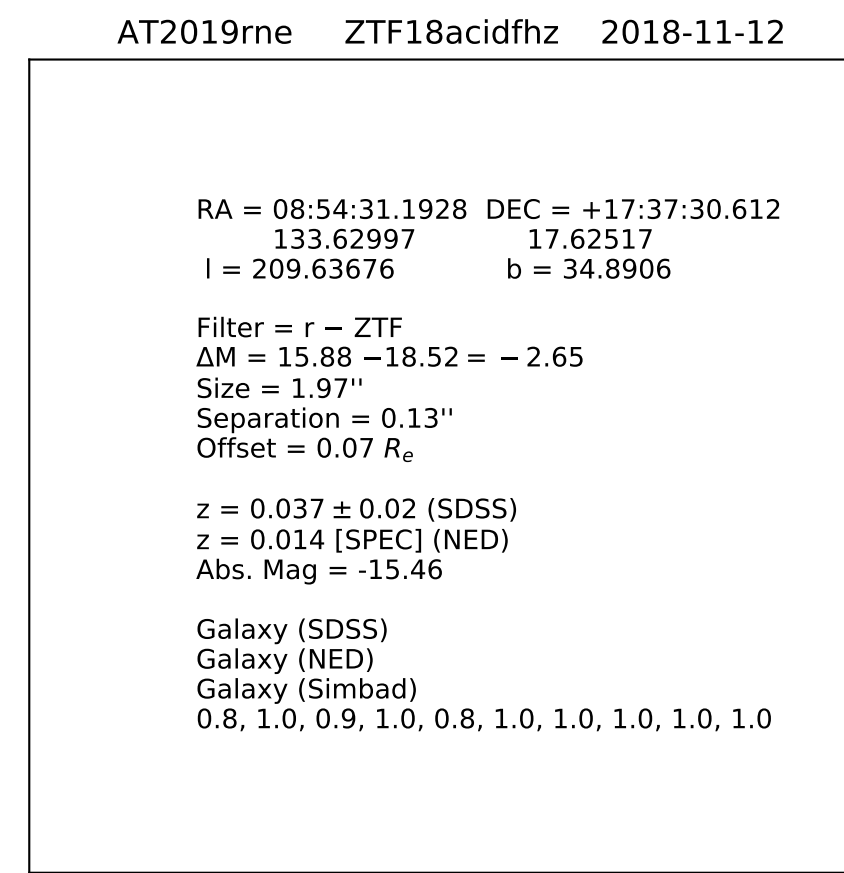 AT2019rne ZTF18acidfhz 2018-11-12
RA = 08:54:31.1928 DEC = +17:37:30.612
133.62997 17.62517
l = 209.63676 b = 34.8906
Filter = r − ZTF
ΔM = 15.88 −18.52 = − 2.65
Size = 1.97''
Separation = 0.13''
Offset = 0.07 Rₑ
z = 0.037 ± 0.02 (SDSS)
z = 0.014 [SPEC] (NED)
Abs. Mag = -15.46
Galaxy (SDSS)
Galaxy (NED)
Galaxy (Simbad)
0.8, 1.0, 0.9, 1.0, 0.8, 1.0, 1.0, 1.0, 1.0, 1.0